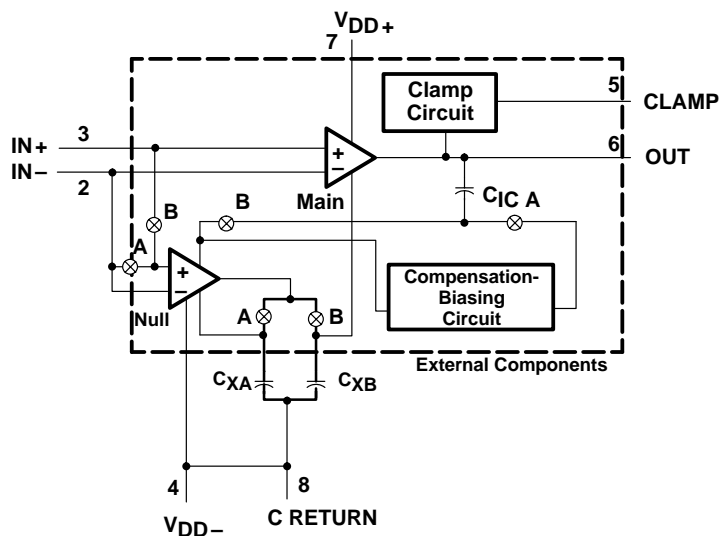 VDD+
7
Clamp
Circuit
5
CLAMP
IN+
3
6
OUT
IN−
2
+
−
Main
B
B
CIC A
A
+
−
Null
Compensation-
Biasing
Circuit
A
B
External Components
CXA
CXB
4
8
VDD−
C RETURN